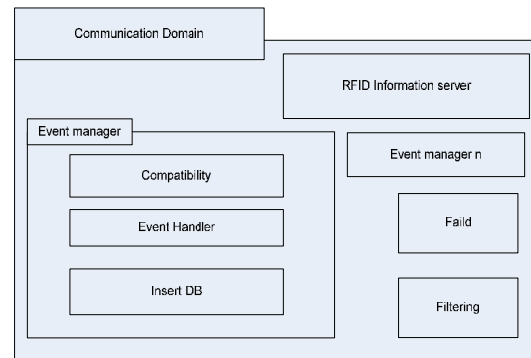 Communication Domain
RFID Information server
Event manager
Event manager n
Compatibility
Event Handler
Faild
Insert DB
Filtering